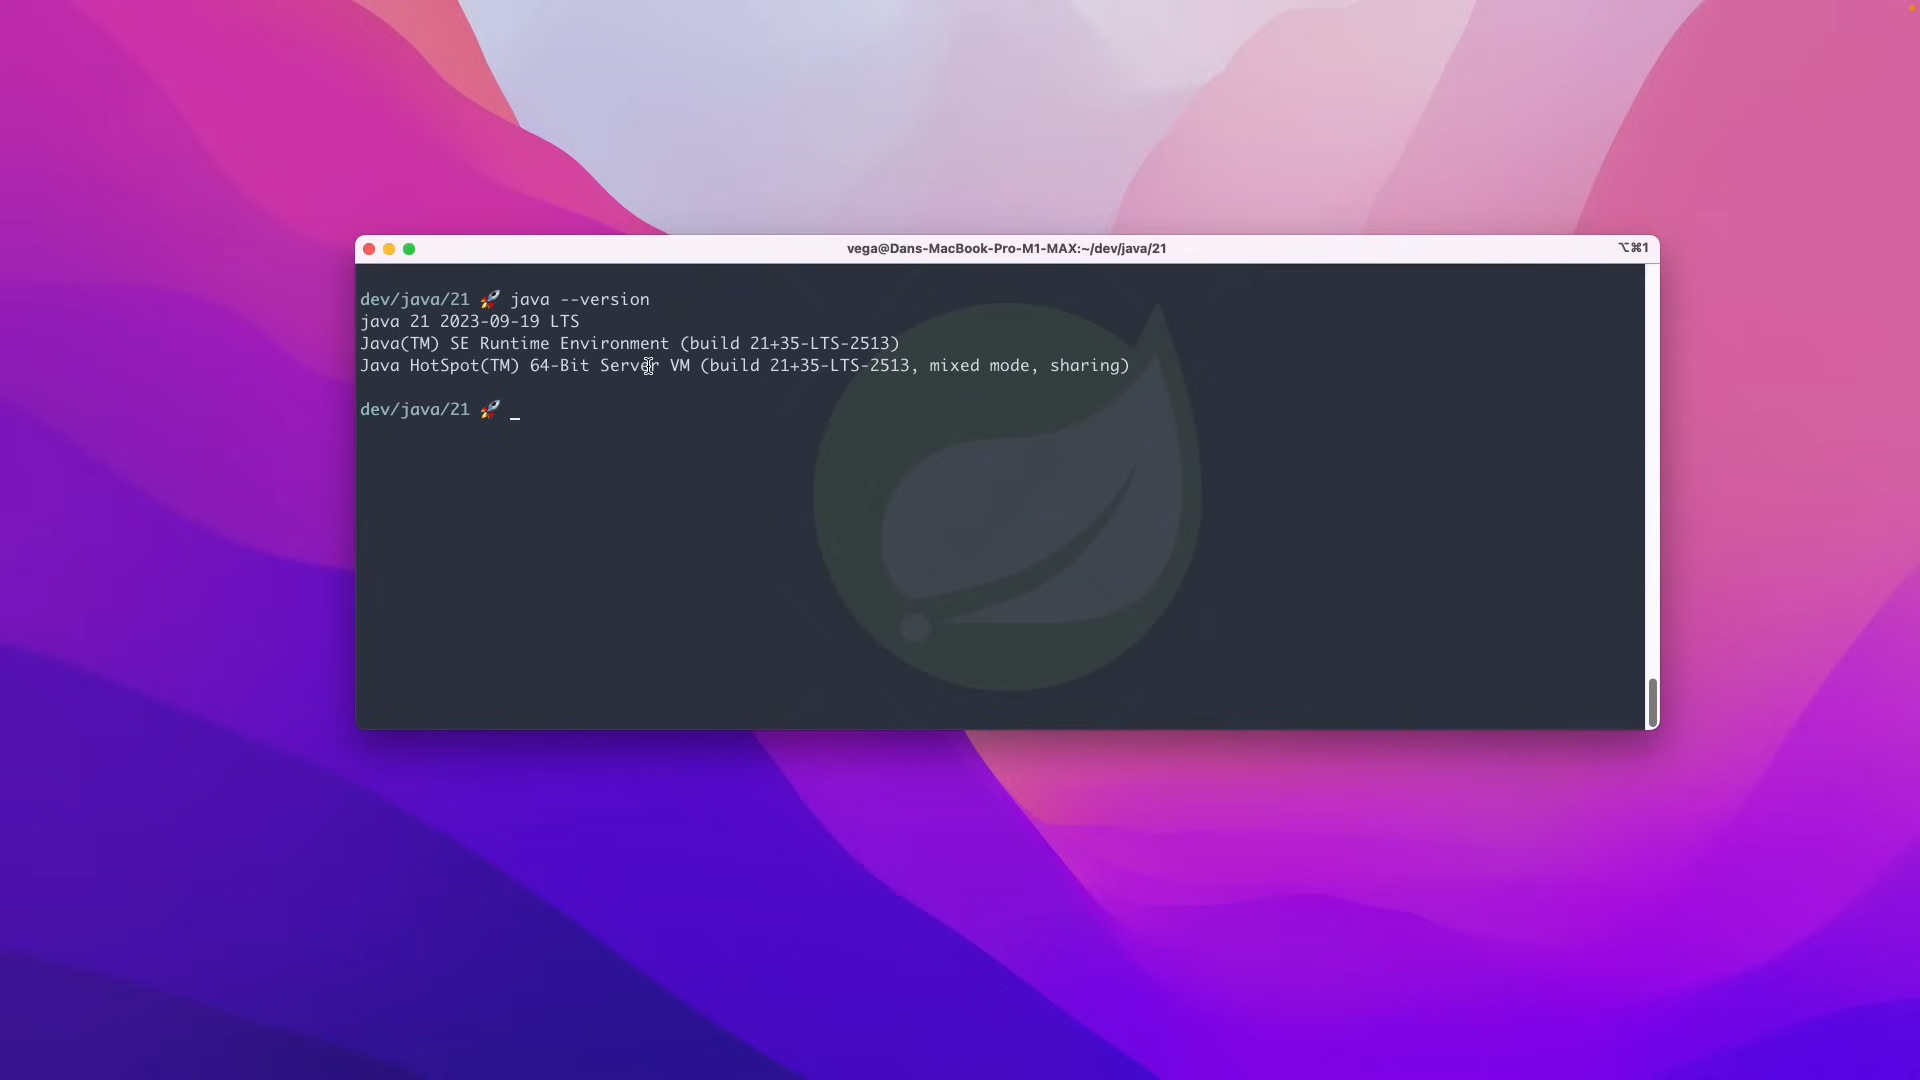 vega@Dans-MacBook-Pro-M1-MAX:~/dev/java/21
⌥⌘1
dev/java/21 🚀 java --version
java 21 2023-09-19 LTS
Java(TM) SE Runtime Environment (build 21+35-LTS-2513)
Java HotSpot(TM) 64-Bit Server VM (build 21+35-LTS-2513, mixed mode, sharing)
dev/java/21 🚀 _